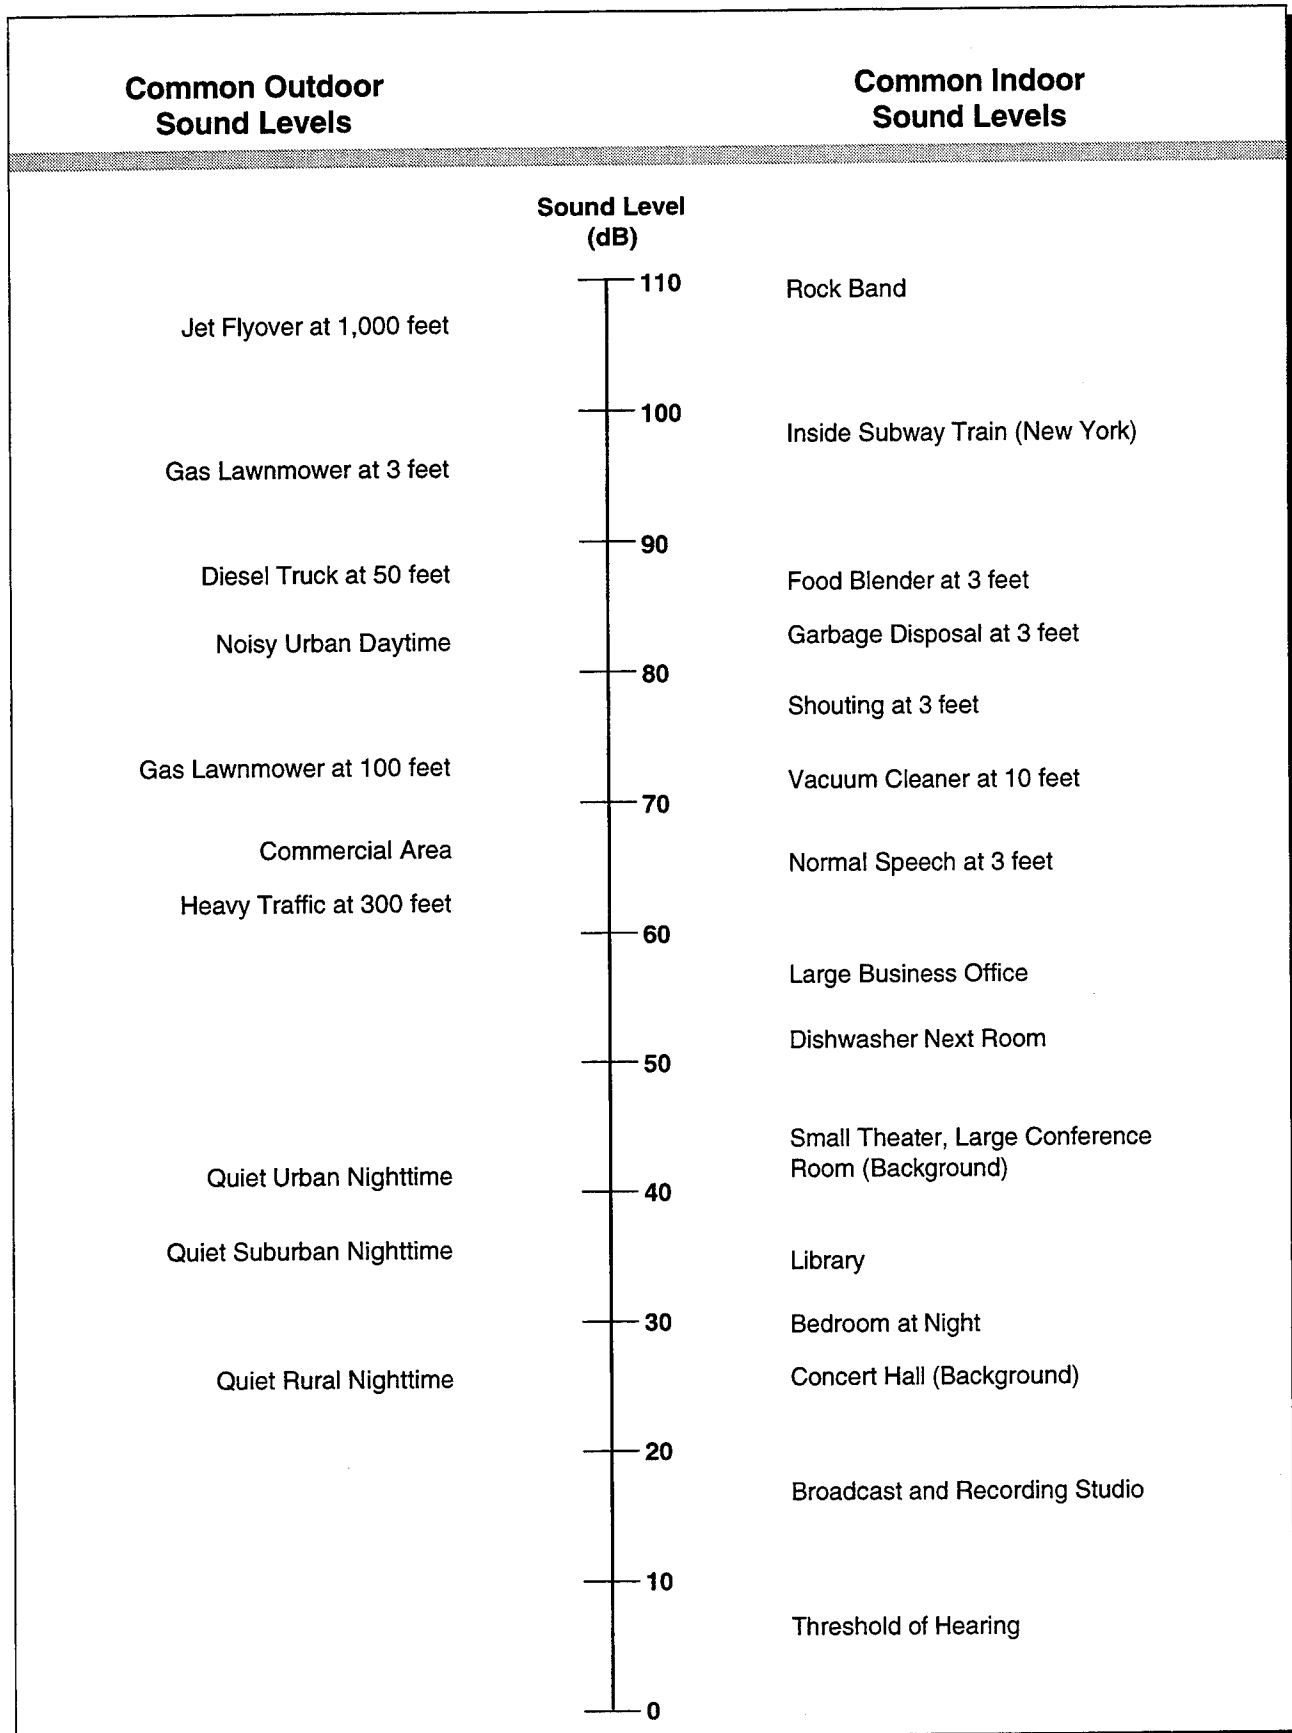 Common Outdoor
Sound Levels
Common Indoor
Sound Levels
Sound Level
(dB)
110
Rock Band
Jet Flyover at 1,000 feet
100
Inside Subway Train (New York)
Gas Lawnmower at 3 feet
90
Diesel Truck at 50 feet
Food Blender at 3 feet
Garbage Disposal at 3 feet
Noisy Urban Daytime
80
Shouting at 3 feet
Gas Lawnmower at 100 feet
Vacuum Cleaner at 10 feet
70
Commercial Area
Normal Speech at 3 feet
Heavy Traffic at 300 feet
60
Large Business Office
Dishwasher Next Room
50
Small Theater, Large Conference
Room (Background)
Quiet Urban Nighttime
40
Quiet Suburban Nighttime
Library
30
Bedroom at Night
Concert Hall (Background)
Quiet Rural Nighttime
20
Broadcast and Recording Studio
10
Threshold of Hearing
0